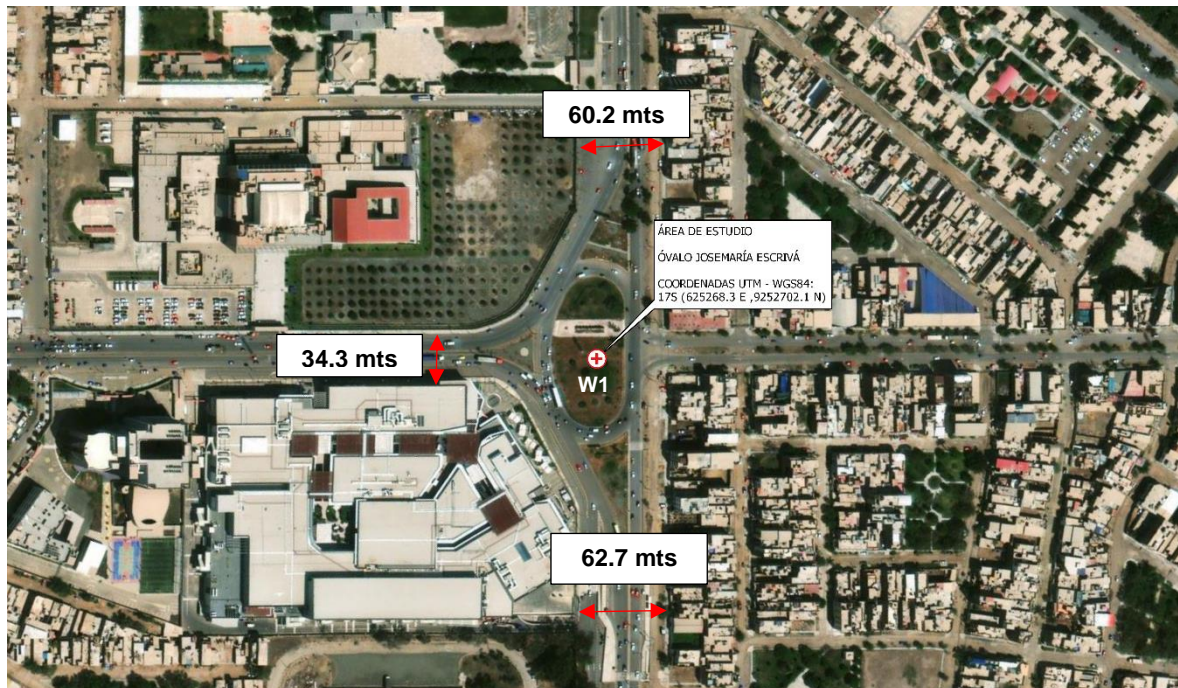 60.2 mts
ÁREA DE ESTUDIO
ÓVALO JOSEMARÍA ESCRIVÁ
COORDENADAS UTM - WGS84:
17S (625268.3 E ,9252702.1 N)
34.3 mts
W1
62.7 mts